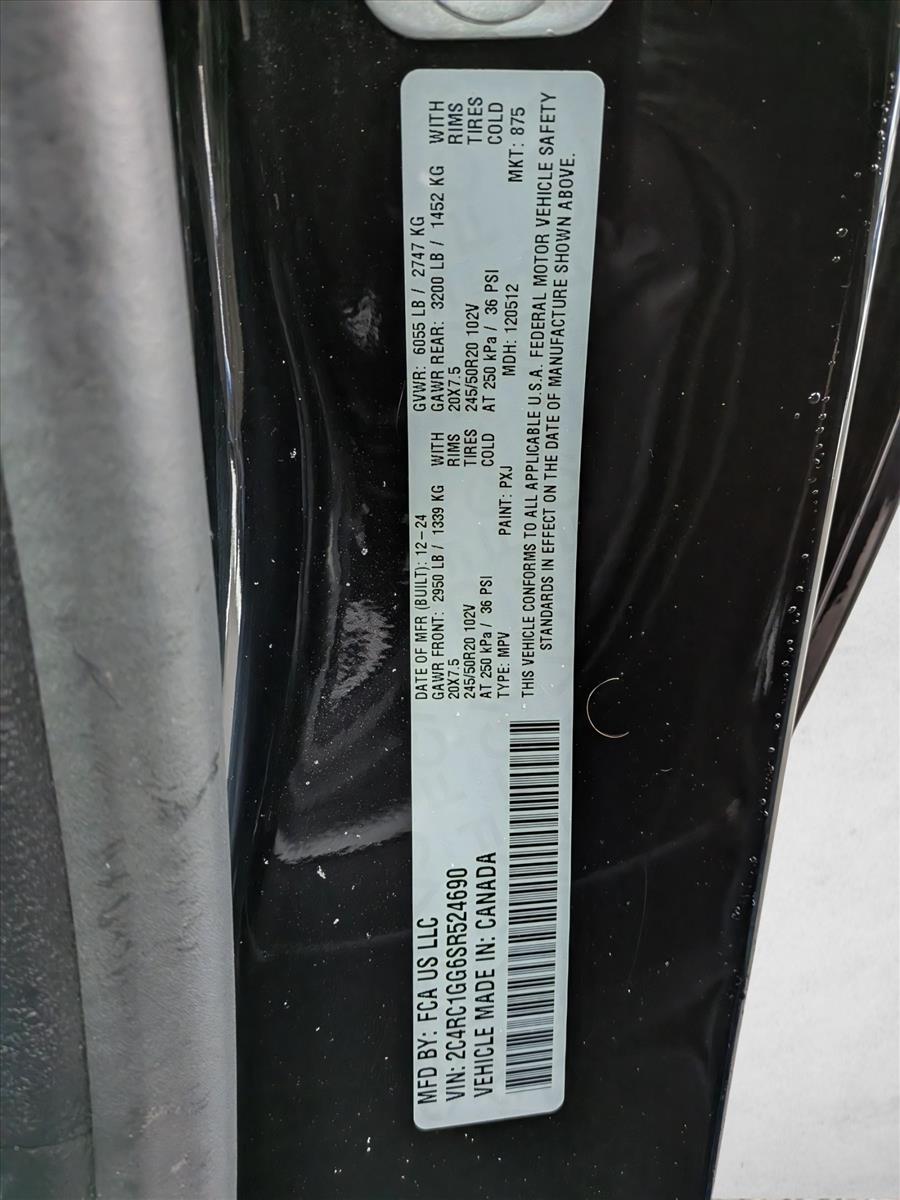 MFD BY: FCA US LLC
VIN: 2C4RC1GG6SR524690
VEHICLE MADE IN: CANADA
DATE OF MFR (BUILT): 12-24
GAWR FRONT: 2950 LB / 1339 KG WITH
20X7.5 RIMS
245/50R20 102V TIRES
AT 250 kPa / 36 PSI COLD
GVWR: 6055 LB / 2747 KG
GAWR REAR: 3200 LB / 1452 KG WITH
20X7.5 RIMS
245/50R20 102V TIRES
AT 250 kPa / 36 PSI COLD
TYPE: MPV PAINT: PXJ MDH: 120512 MKT: 875
THIS VEHICLE CONFORMS TO ALL APPLICABLE U.S.A. FEDERAL MOTOR VEHICLE SAFETY
STANDARDS IN EFFECT ON THE DATE OF MANUFACTURE SHOWN ABOVE.